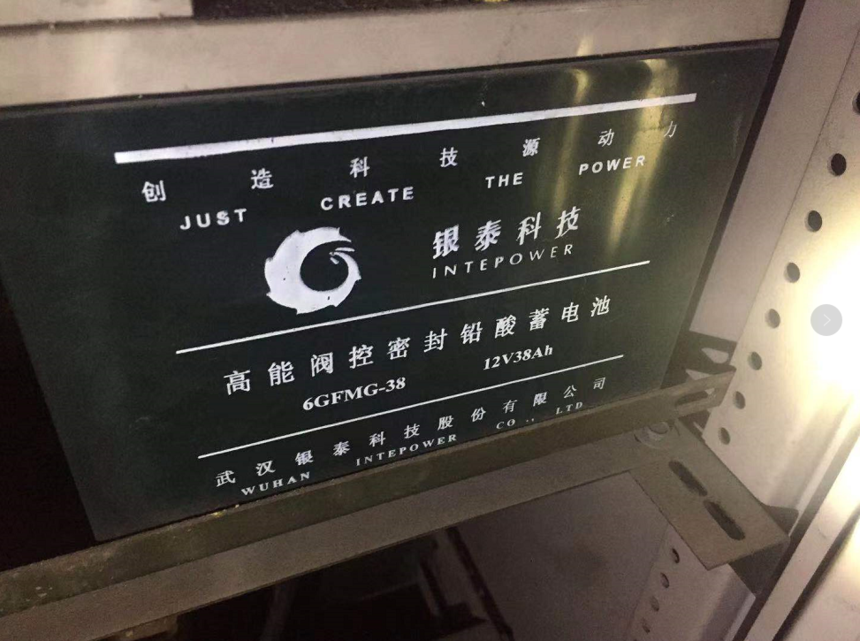 创造科技源动力
JUST CREATE THE POWER
银泰科技
INTEPOWER
高能阀控密封铅酸蓄电池
6GFMG-38 12V38Ah
武汉银泰科技股份有限公司
WUHAN INTEPOWER CO., LTD